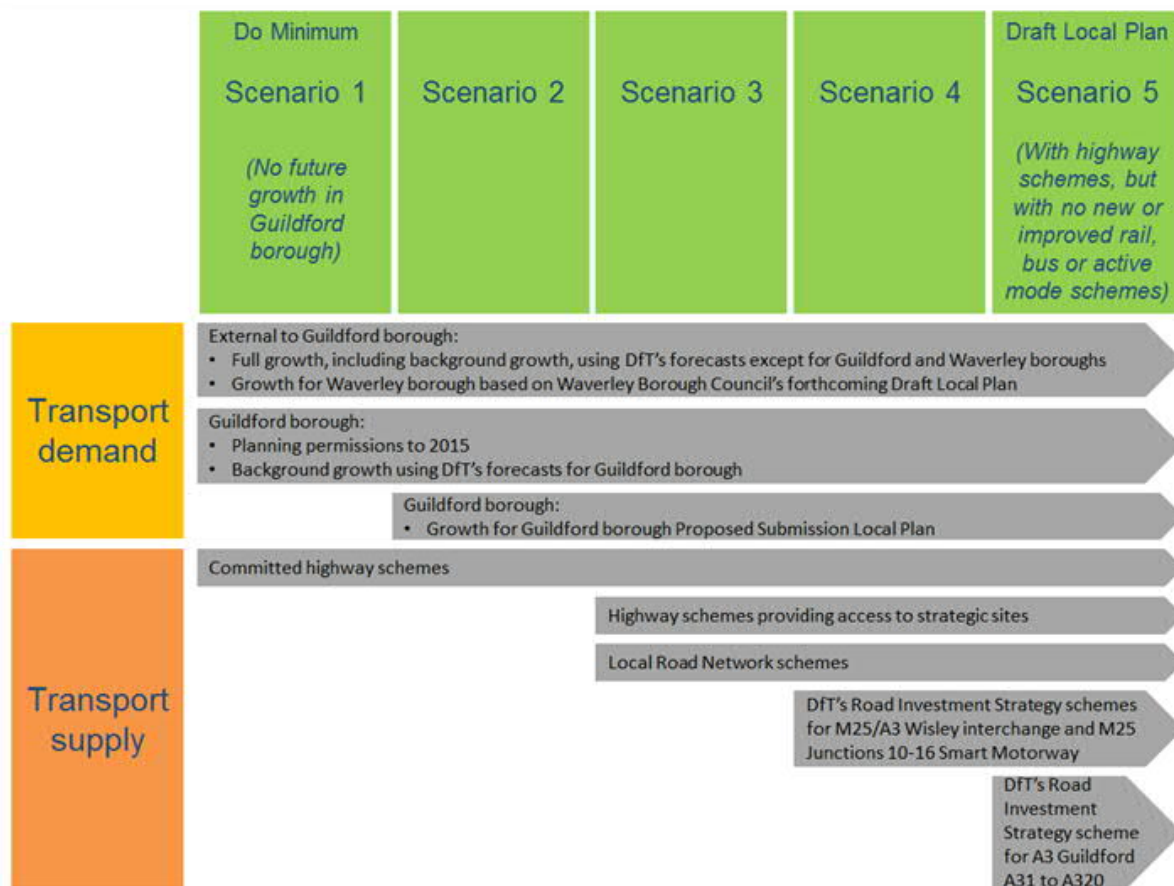 Do Minimum
Scenario 1
(No future
growth in
Guildford
borough)
Scenario 2
Scenario 3
Scenario 4
Draft Local Plan
Scenario 5
(With highway
schemes, but
with no new or
improved rail,
bus or active
mode schemes)
Transport
demand
External to Guildford borough:
• Full growth, including background growth, using DfT's forecasts except for Guildford and Waverley boroughs
• Growth for Waverley borough based on Waverley Borough Council's forthcoming Draft Local Plan
Guildford borough:
• Planning permissions to 2015
• Background growth using DfT's forecasts for Guildford borough
Guildford borough:
• Growth for Guildford borough Proposed Submission Local Plan
Transport
supply
Committed highway schemes
Highway schemes providing access to strategic sites
Local Road Network schemes
DfT's Road Investment Strategy schemes
for M25/A3 Wisley interchange and M25
Junctions 10-16 Smart Motorway
DfT's Road
Investment
Strategy scheme
for A3 Guildford
A31 to A320